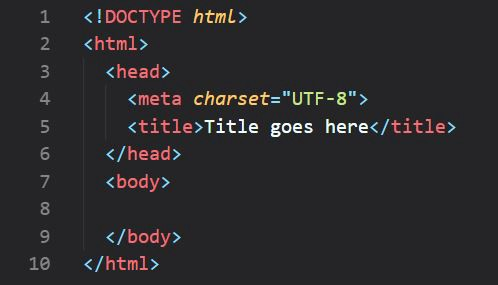 1 <!DOCTYPE html>
2 <html>
3 <head>
4 <meta charset="UTF-8">
5 <title>Title goes here</title>
6 </head>
7 <body>
8
9 </body>
10 </html>